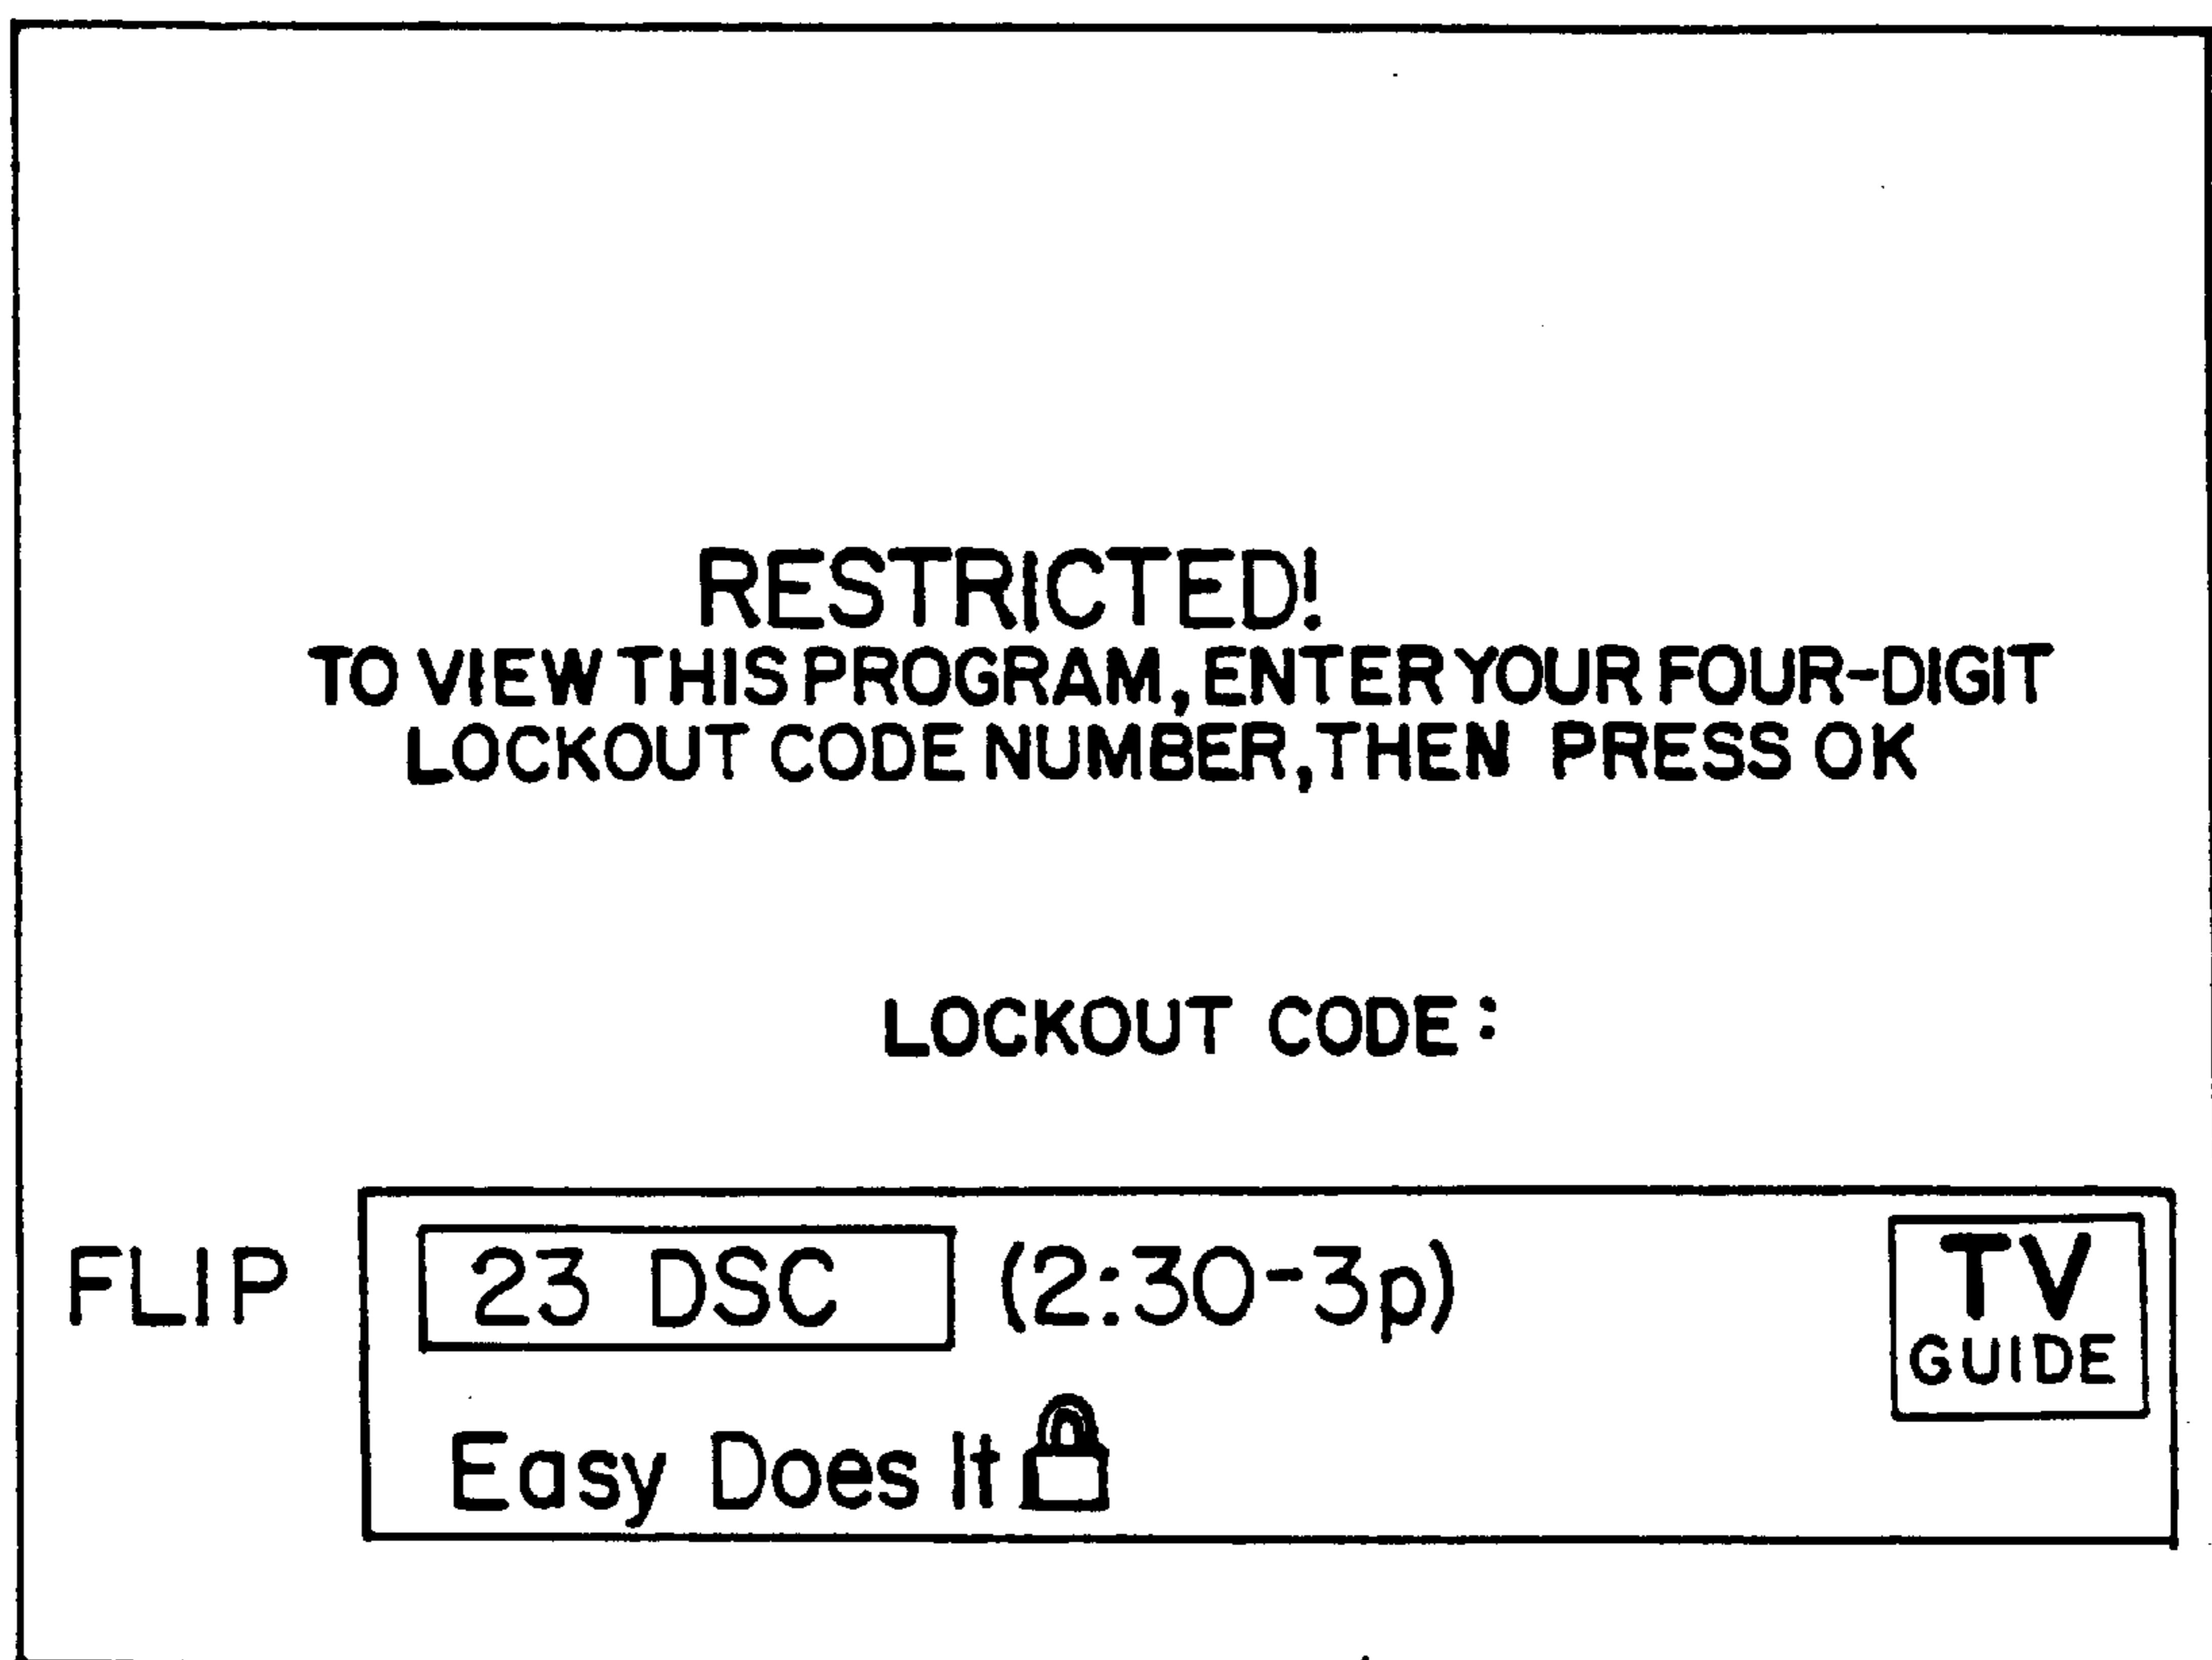 RESTRICTED!
TO VIEW THIS PROGRAM, ENTER YOUR FOUR-DIGIT
LOCKOUT CODE NUMBER, THEN PRESS OK
LOCKOUT CODE:
FLIP 23 DSC (2:30-3p) TV
GUIDE
Easy Does It